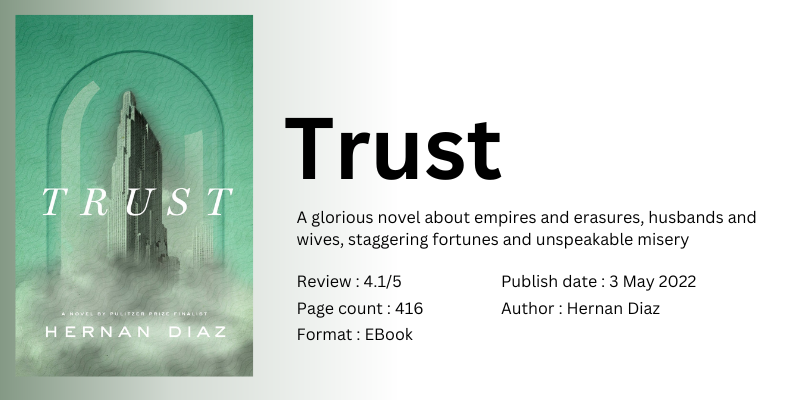 TRUST
A NOVEL BY PULITZER PRIZE-FINALIST
HERNAN DIAZ
Trust
A glorious novel about empires and erasures, husbands and
wives, staggering fortunes and unspeakable misery
Review : 4.1/5
Publish date : 3 May 2022
Page count : 416
Author : Hernan Diaz
Format : EBook